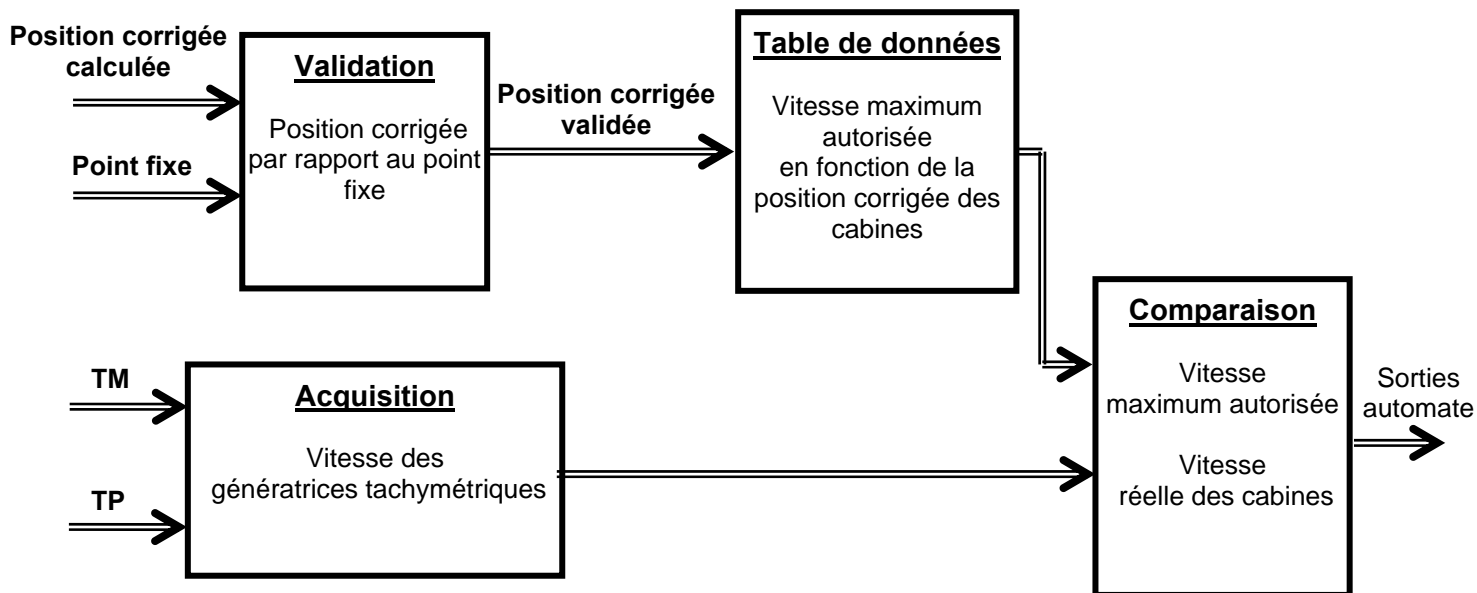 Position corrigée
calculée
Point fixe
Validation
Position corrigée
par rapport au point
fixe
Position corrigée
validée
Table de données
Vitesse maximum
autorisée
en fonction de la
position corrigée des
cabines
TM
TP
Acquisition
Vitesse des
génératrices tachymétriques
Comparaison
Vitesse
maximum autorisée
Vitesse
réelle des cabines
Sorties
automate